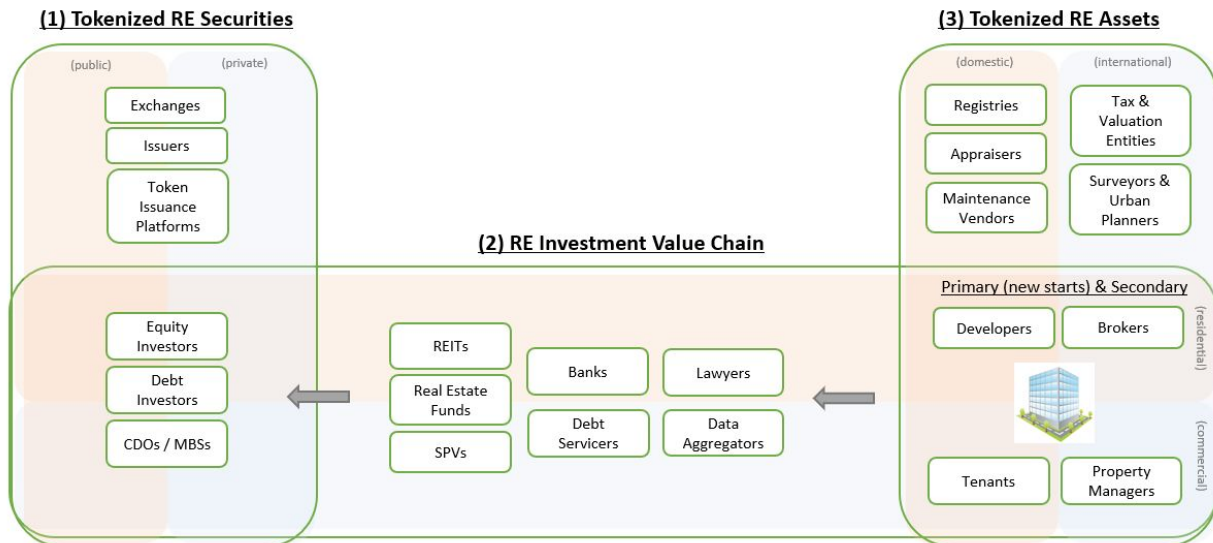 (1) Tokenized RE Securities
(public)
(private)
Exchanges
Issuers
Token
Issuance
Platforms
Equity
Investors
Debt
Investors
CDOs / MBSs
(2) RE Investment Value Chain
REITs
Real Estate
Funds
SPVs
Banks
Debt
Servicers
Lawyers
Data
Aggregators
(3) Tokenized RE Assets
(domestic)
(international)
Registries
Appraisers
Maintenance
Vendors
Tax &
Valuation
Entities
Surveyors &
Urban
Planners
Primary (new starts) & Secondary
Developers
Brokers
Tenants
Property
Managers
(residential)
(commercial)